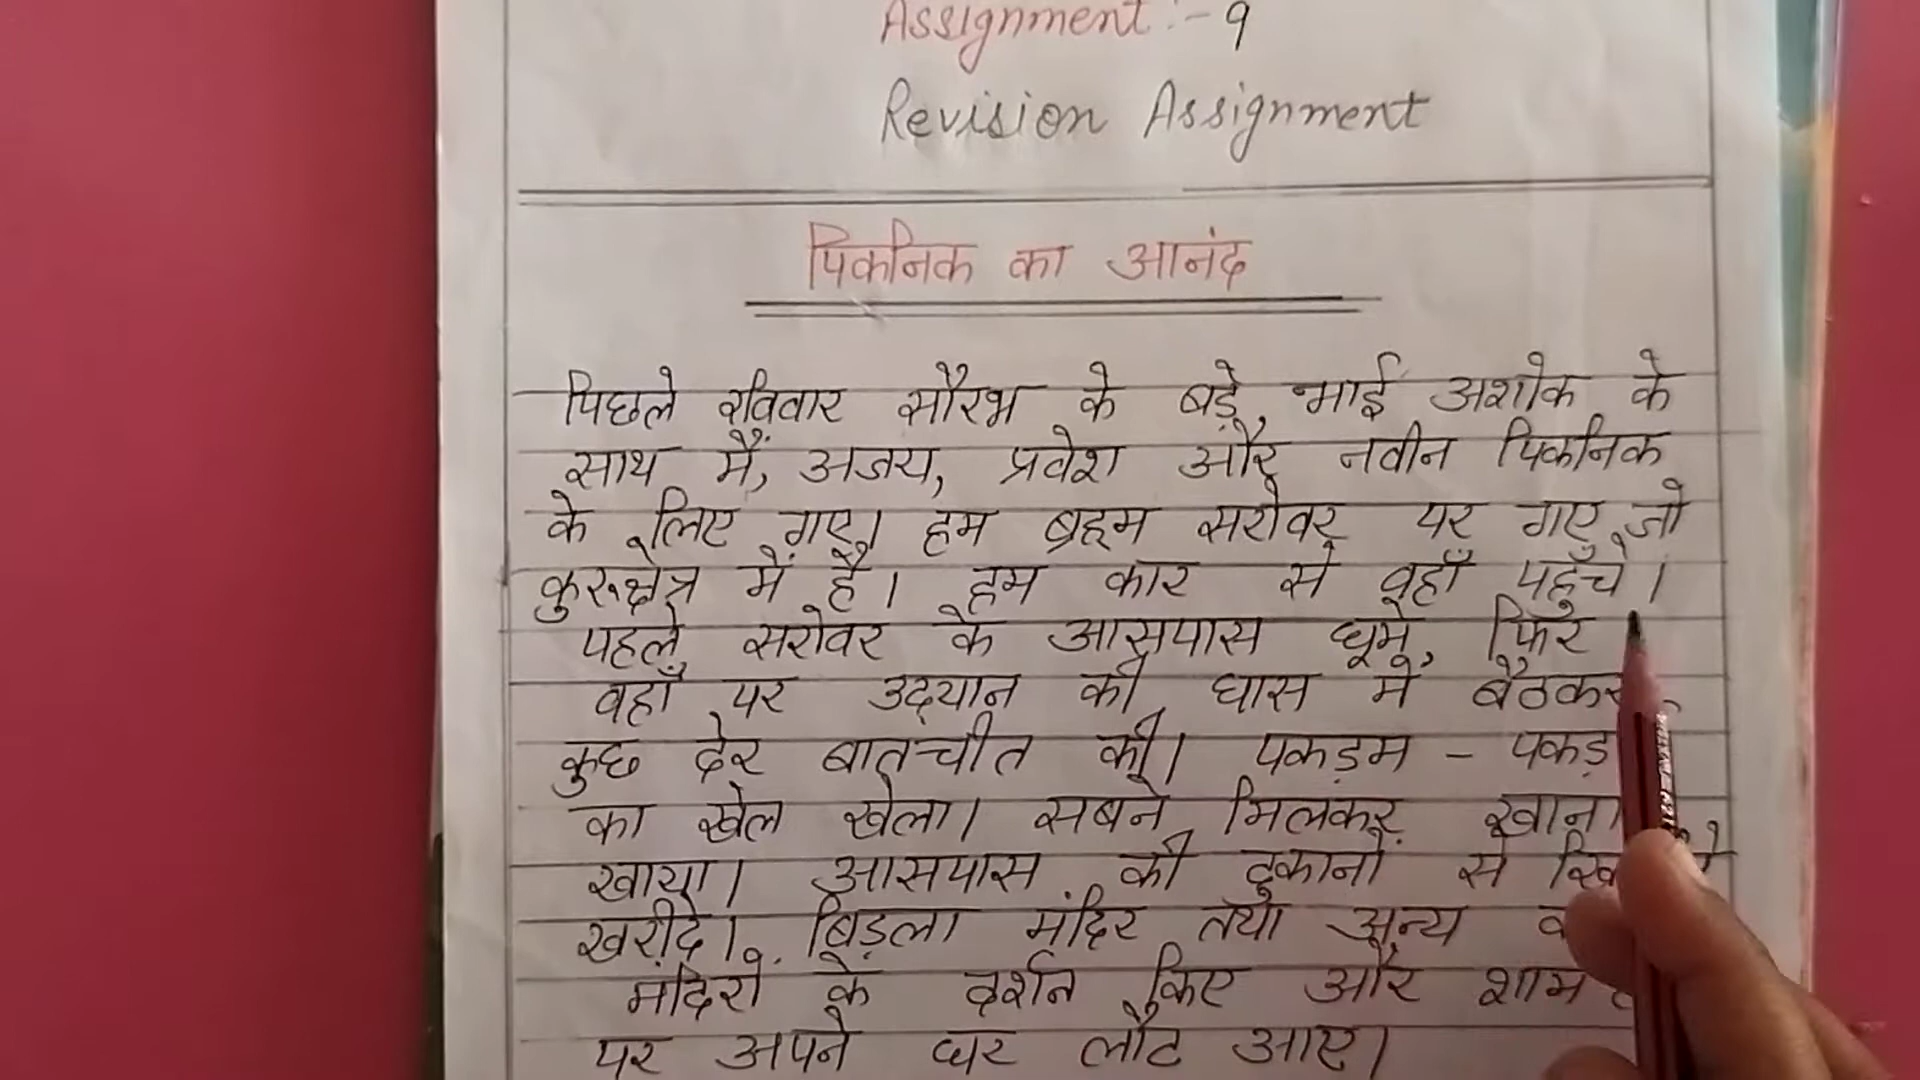 Assignment :- 9
Revision Assignment
पिकनिक का आनंद
पिछले रविवार सौरभ के बड़े भाई अशोक के
साथ मैं, अजय, प्रवेश और नवीन पिकनिक
के लिए गए। हम ब्रह्म सरोवर पर गए जो
कुरुक्षेत्र में है। हम कार से वहाँ पहुँचे।
पहले सरोवर के आसपास घूमे, फिर
वहाँ पर उद्यान की घास में बैठकर
कुछ देर बातचीत की। पकड़म - पकड़
का खेल खेला। सबने मिलकर खाना
खाया। आसपास की दुकानों से
खरीदे। बिड़ला मंदिर तथा अन्य
मंदिरों के दर्शन किए और शाम
पर अपने घर लौट आए।